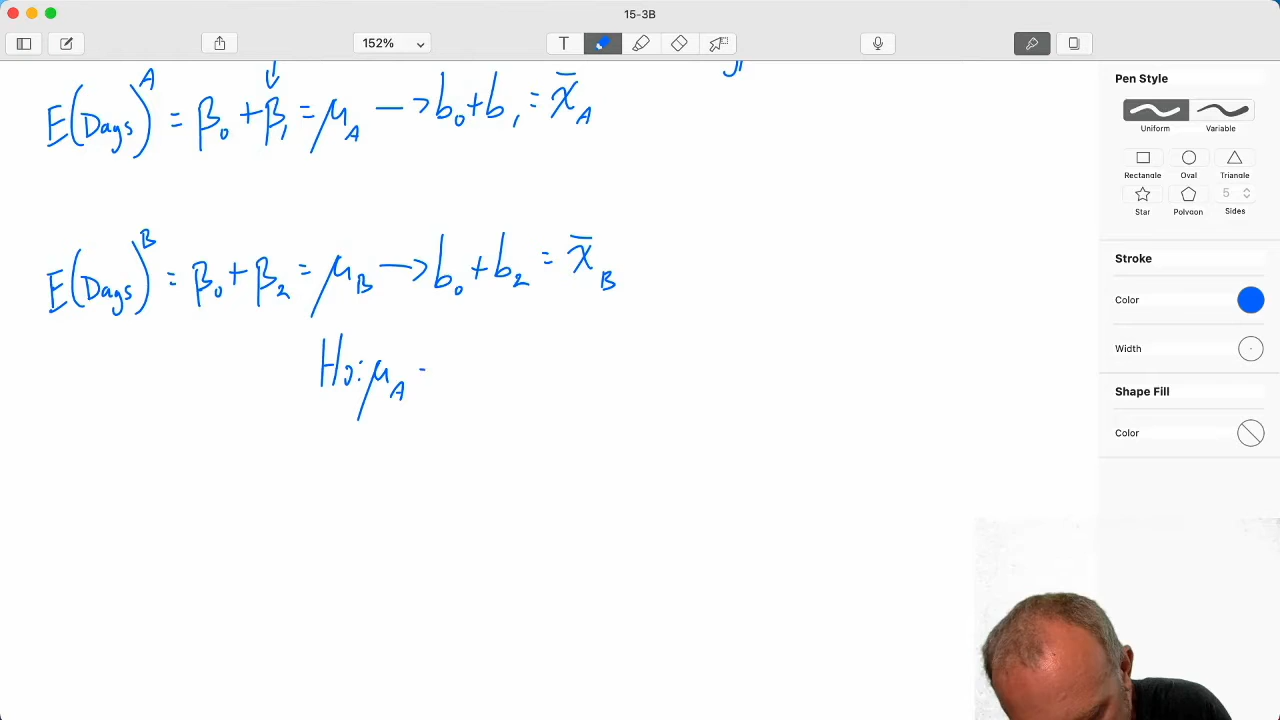 15-3B
T
152%
E(Days)^A = β₀ + β₁ = μ_A → b₀ + b₁ = x̄_A
E(Days)^B = β₀ + β₂ = μ_B → b₀ + b₂ = x̄_B
H₀: μ_A -
Pen Style
Uniform Variable
Rectangle Oval Triangle
5
Star Polygon Sides
Stroke
Color
Width
Shape Fill
Color